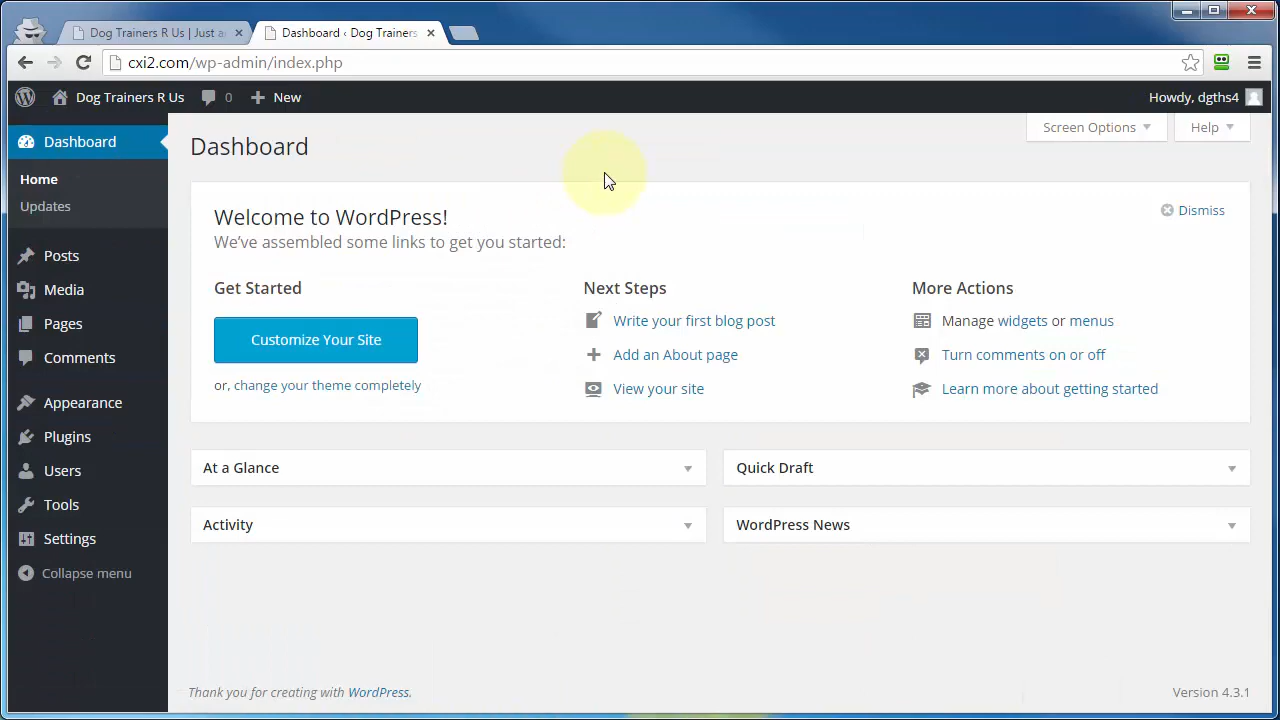 Dog Trainers R Us | Just a
Dashboard ‹ Dog Trainers
cxi2.com/wp-admin/index.php
Dog Trainers R Us
0
New
Howdy, dgths4
Dashboard
Home
Updates
Posts
Media
Pages
Comments
Appearance
Plugins
Users
Tools
Settings
Collapse menu
Screen Options
Help
Dashboard
Welcome to WordPress!
We've assembled some links to get you started:
Dismiss
Get Started
Customize Your Site
or, change your theme completely
Next Steps
Write your first blog post
Add an About page
View your site
More Actions
Manage widgets or menus
Turn comments on or off
Learn more about getting started
At a Glance
Quick Draft
Activity
WordPress News
Thank you for creating with WordPress.
Version 4.3.1